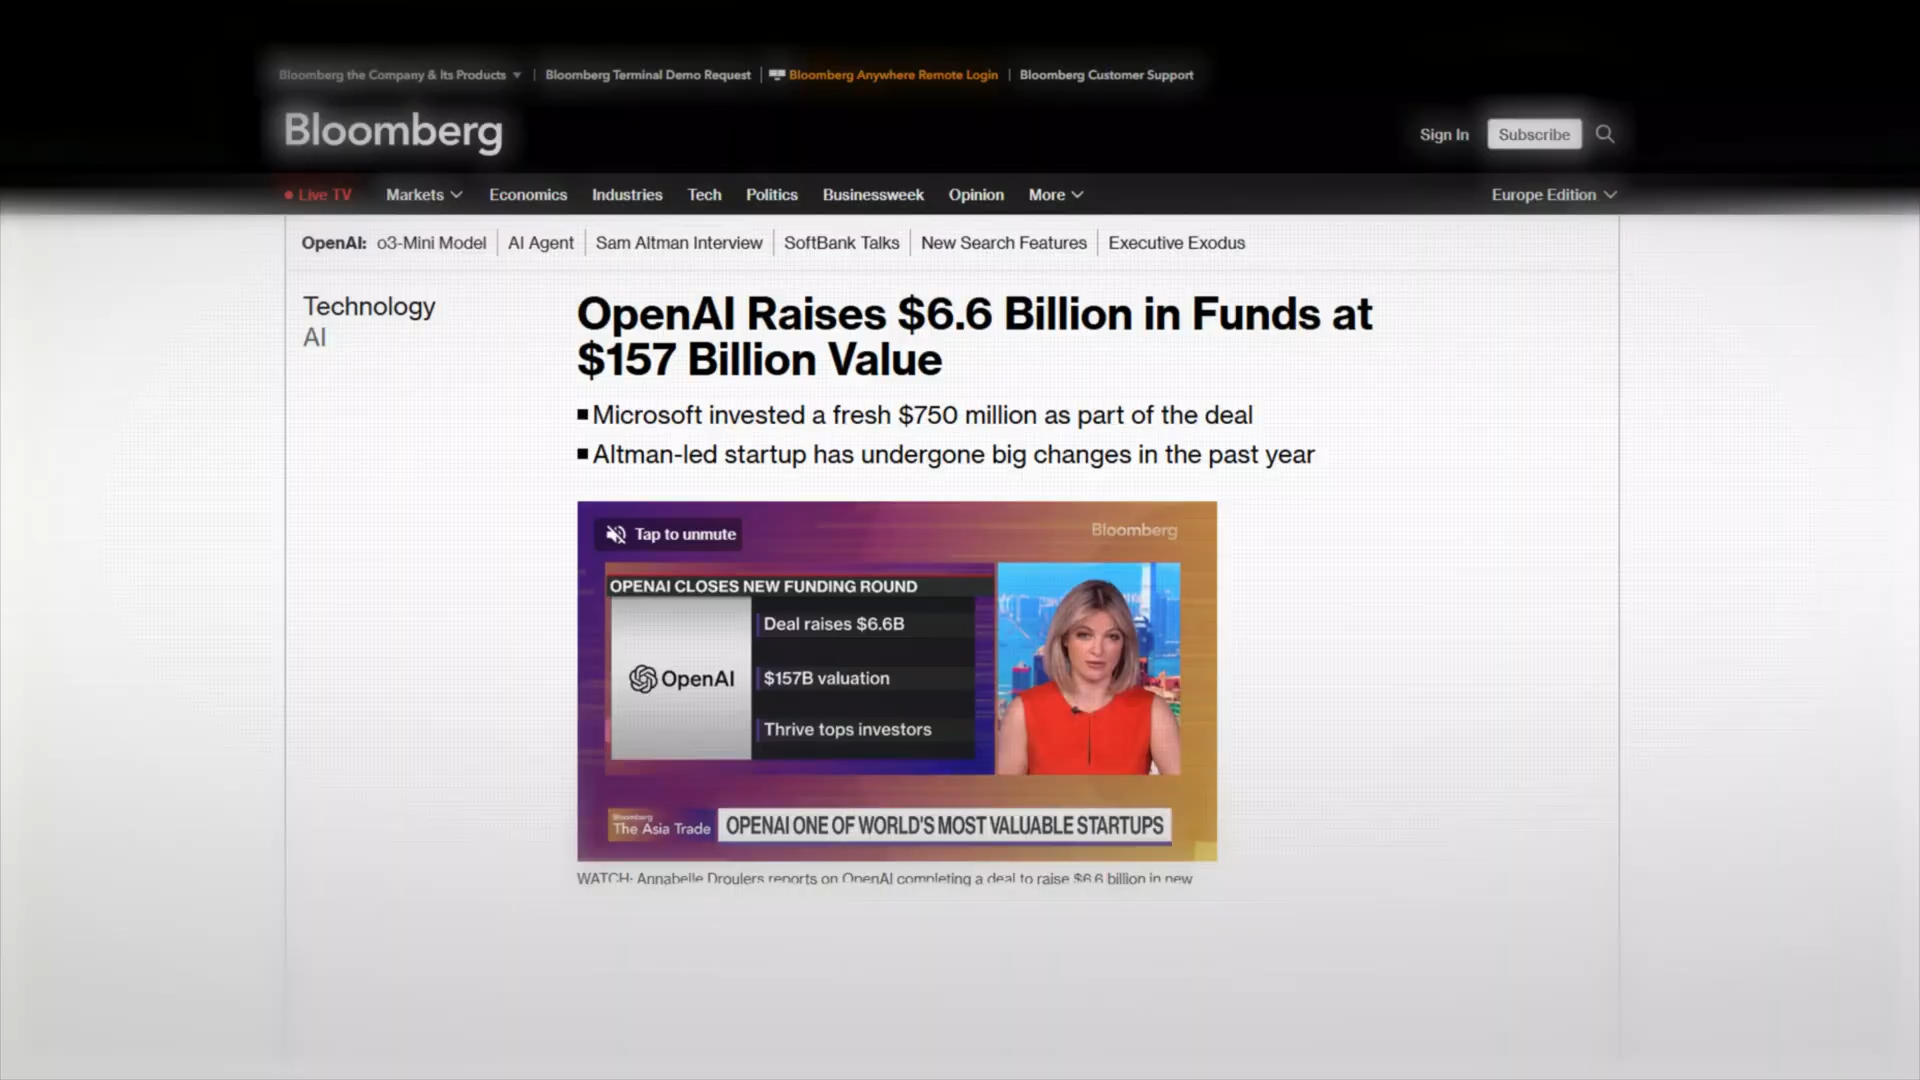 Bloomberg the Company & Its Products
Bloomberg Terminal Demo Request
Bloomberg Anywhere Remote Login
Bloomberg Customer Support
Bloomberg
Sign In
Subscribe
Live TV
Markets
Economics
Industries
Tech
Politics
Businessweek
Opinion
More
Europe Edition
OpenAI: o3-Mini Model
AI Agent
Sam Altman Interview
SoftBank Talks
New Search Features
Executive Exodus
Technology
AI
OpenAI Raises $6.6 Billion in Funds at
$157 Billion Value
Microsoft invested a fresh $750 million as part of the deal
Altman-led startup has undergone big changes in the past year
Tap to unmute
Bloomberg
OPENAI CLOSES NEW FUNDING ROUND
OpenAI
Deal raises $6.6B
$157B valuation
Thrive tops investors
Bloomberg
The Asia Trade
OPENAI ONE OF WORLD'S MOST VALUABLE STARTUPS
WATCH: Annabelle Droulers reports on OpenAI completing a deal to raise $6.6 billion in new